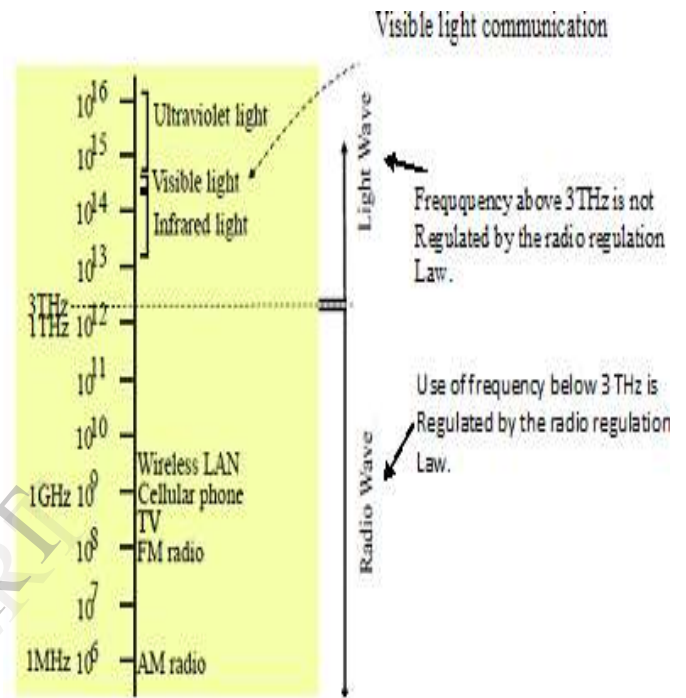 Visible light communication
10^16
Ultraviolet light
10^15
Visible light
10^14
Infrared light
10^13
3THz
1THz 10^12
10^11
10^10
Wireless LAN
1GHz 10^9 Cellular phone
TV
10^8 FM radio
10^7
1MHz 10^6 AM radio
Light Wave
Radio Wave
Freququency above 3THz is not
Regulated by the radio regulation
Law.
Use of frequency below 3 THz is
Regulated by the radio regulation
Law.